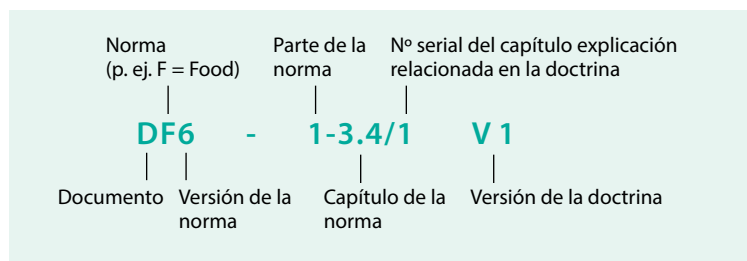 Norma
(p. ej. F = Food)
Parte de la
norma
Nº serial del capítulo explicación
relacionada en la doctrina
DF6 - 1-3.4/1 V 1
Documento
Versión de la
norma
Capítulo de la
norma
Versión de la doctrina